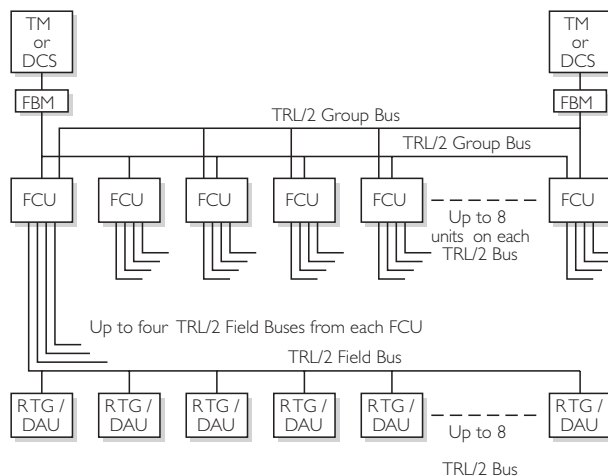 TM
or
DCS
TM
or
DCS
FBM
FBM
TRL/2 Group Bus
TRL/2 Group Bus
FCU
FCU
FCU
FCU
FCU
FCU
Up to 8
units on each
TRL/2 Bus
Up to four TRL/2 Field Buses from each FCU
TRL/2 Field Bus
RTG /
DAU
RTG /
DAU
RTG /
DAU
RTG /
DAU
RTG /
DAU
RTG /
DAU
Up to 8
TRL/2 Bus